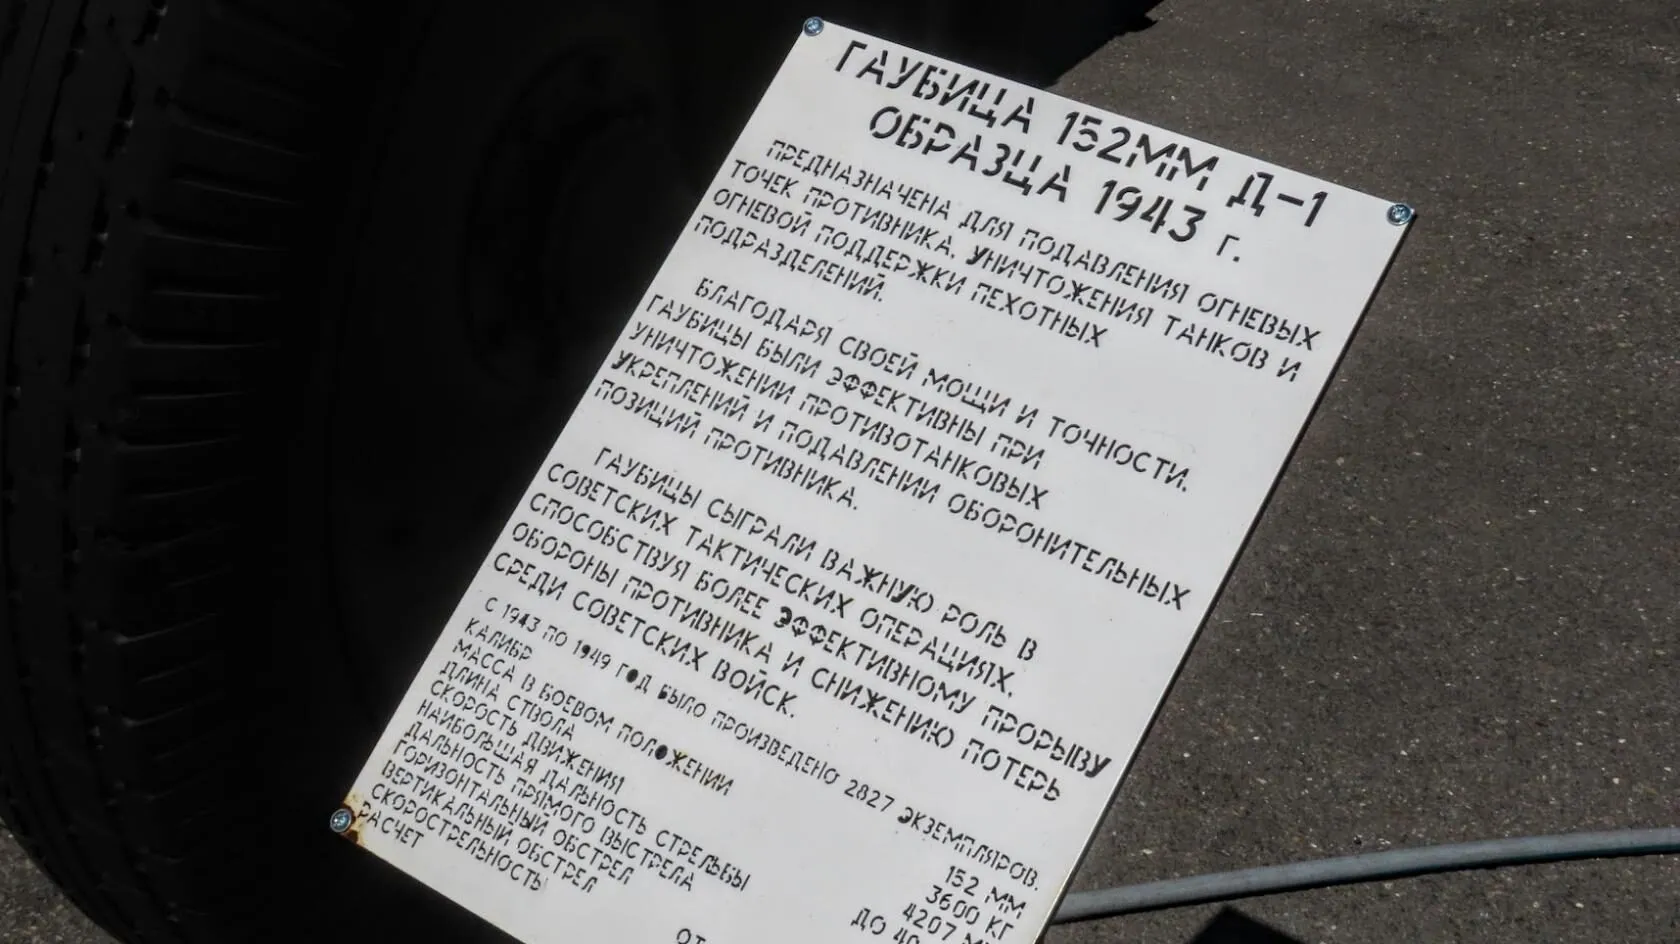 ГАУБИЦА 152ММ Д-1
ОБРАЗЦА 1943 г.
ПРЕДНАЗНАЧЕНА ДЛЯ ПОДАВЛЕНИЯ ОГНЕВЫХ
ТОЧЕК ПРОТИВНИКА, УНИЧТОЖЕНИЯ ТАНКОВ И
ОГНЕВОЙ ПОДДЕРЖКИ ПЕХОТНЫХ
ПОДРАЗДЕЛЕНИЙ.
БЛАГОДАРЯ СВОЕЙ МОЩИ И ТОЧНОСТИ.
ГАУБИЦЫ БЫЛИ ЭФФЕКТИВНЫ ПРИ
УНИЧТОЖЕНИИ ПРОТИВОТАНКОВЫХ
УКРЕПЛЕНИЙ И ПОДАВЛЕНИИ ОБОРОНИТЕЛЬНЫХ
ПОЗИЦИЙ ПРОТИВНИКА.
ГАУБИЦЫ СЫГРАЛИ ВАЖНУЮ РОЛЬ В
СОВЕТСКИХ ТАКТИЧЕСКИХ ОПЕРАЦИЯХ.
СПОСОБСТВУЯ БОЛЕЕ ЭФФЕКТИВНОМУ ПРОРЫВУ
ОБОРОНЫ ПРОТИВНИКА И СНИЖЕНИЮ ПОТЕРЬ
СРЕДИ СОВЕТСКИХ ВОЙСК.
С 1943 ПО 1949 ГОД БЫЛО ПРОИЗВЕДЕНО 2827 ЭКЗЕМПЛЯРОВ.
КАЛИБР 152 ММ
МАССА В БОЕВОМ ПОЛОЖЕНИИ 3600 КГ
ДЛИНА СТВОЛА 4207
СКОРОСТЬ ДВИЖЕНИЯ ДО 40
НАИБОЛЬШАЯ ДАЛЬНОСТЬ СТРЕЛЬБЫ
ДАЛЬНОСТЬ ПРЯМОГО ВЫСТРЕЛА
ГОРИЗОНТАЛЬНЫЙ ОБСТРЕЛ
ВЕРТИКАЛЬНЫЙ ОБСТРЕЛ ОТ
СКОРОСТРЕЛЬНОСТЬ
РАСЧЕТ